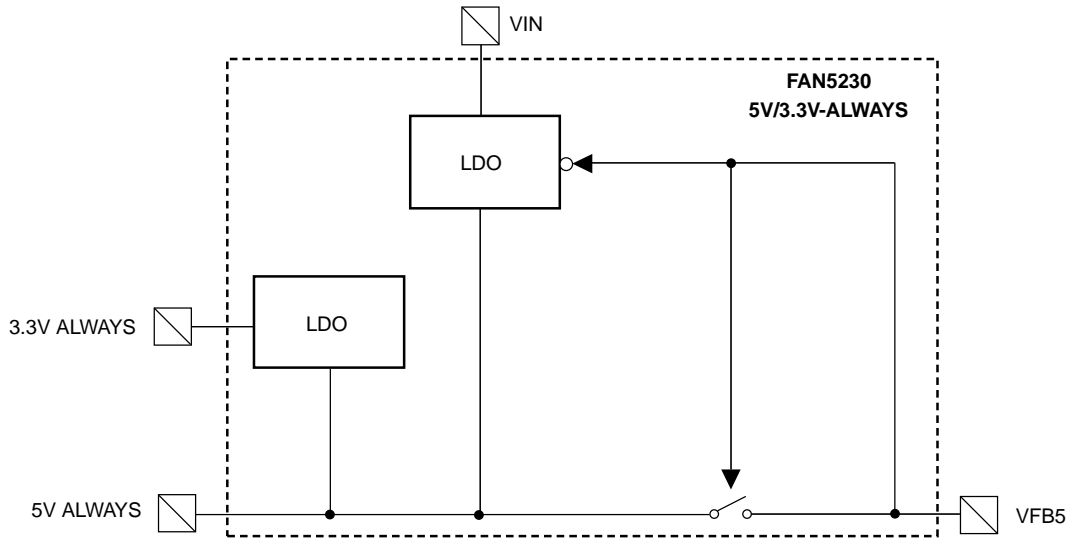 VIN
FAN5230
5V/3.3V-ALWAYS
LDO
3.3V ALWAYS
LDO
5V ALWAYS
VFB5